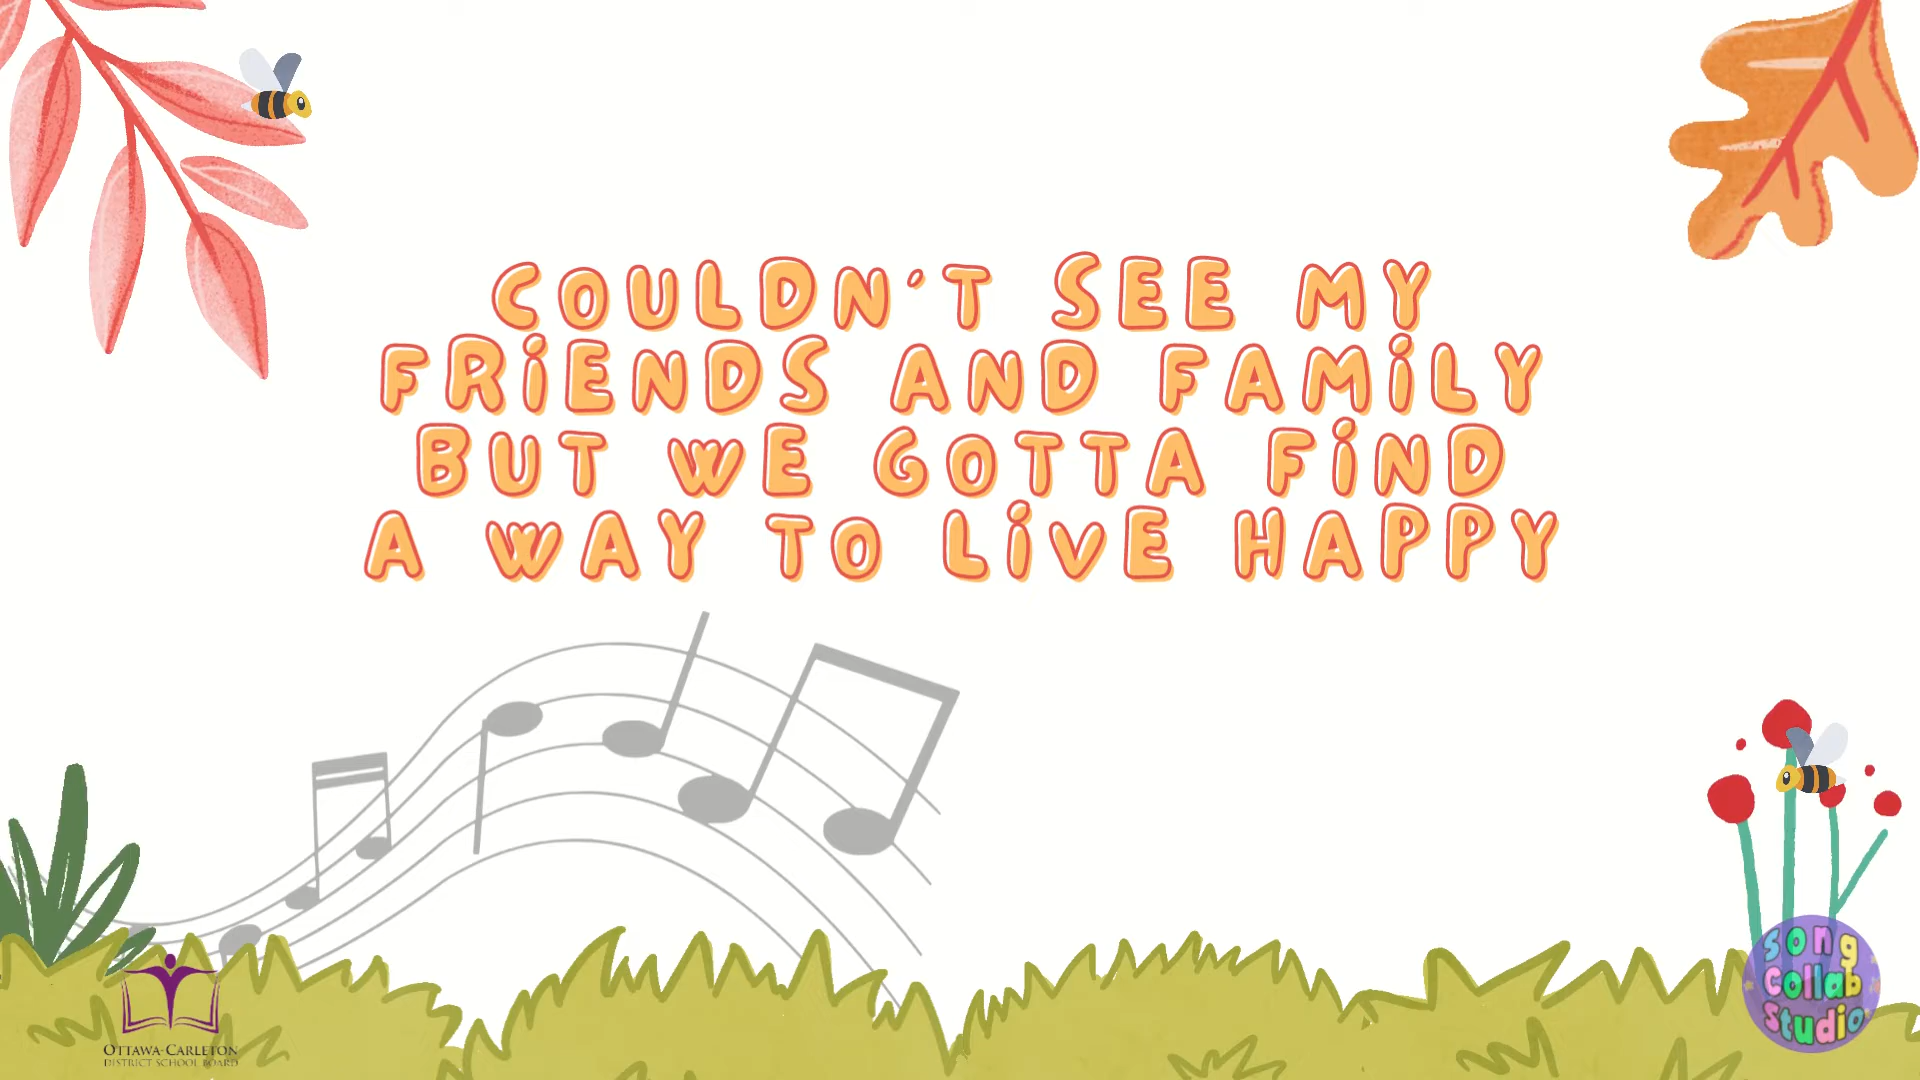 COULDN'T SEE MY
FRIENDS AND FAMILY
BUT WE GOTTA FIND
A WAY TO LIVE HAPPY
OTTAWA-CARLETON
DISTRICT SCHOOL BOARD
song
collab
studio